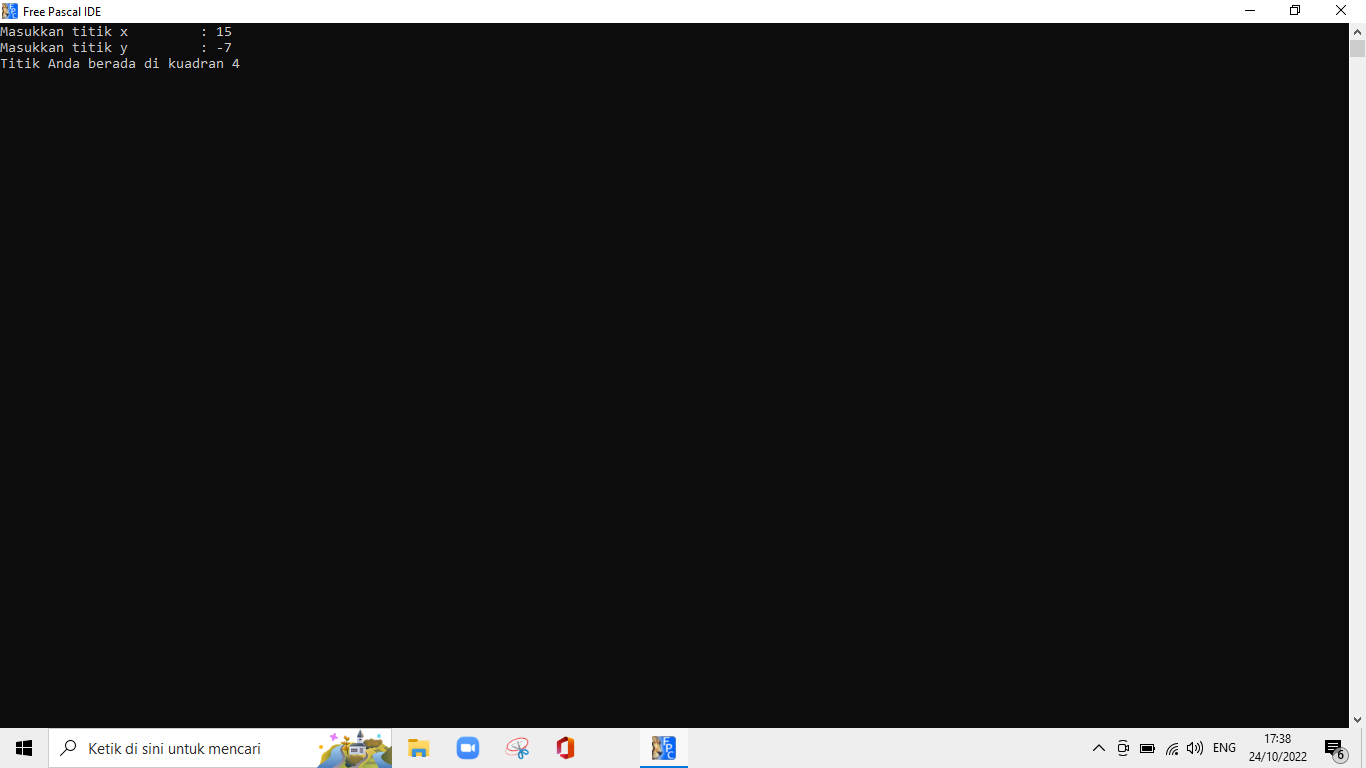 Free Pascal IDE
Masukkan titik x : 15
Masukkan titik y : -7
Titik Anda berada di kuadran 4
Ketik di sini untuk mencari
ENG
17:38
24/10/2022
6